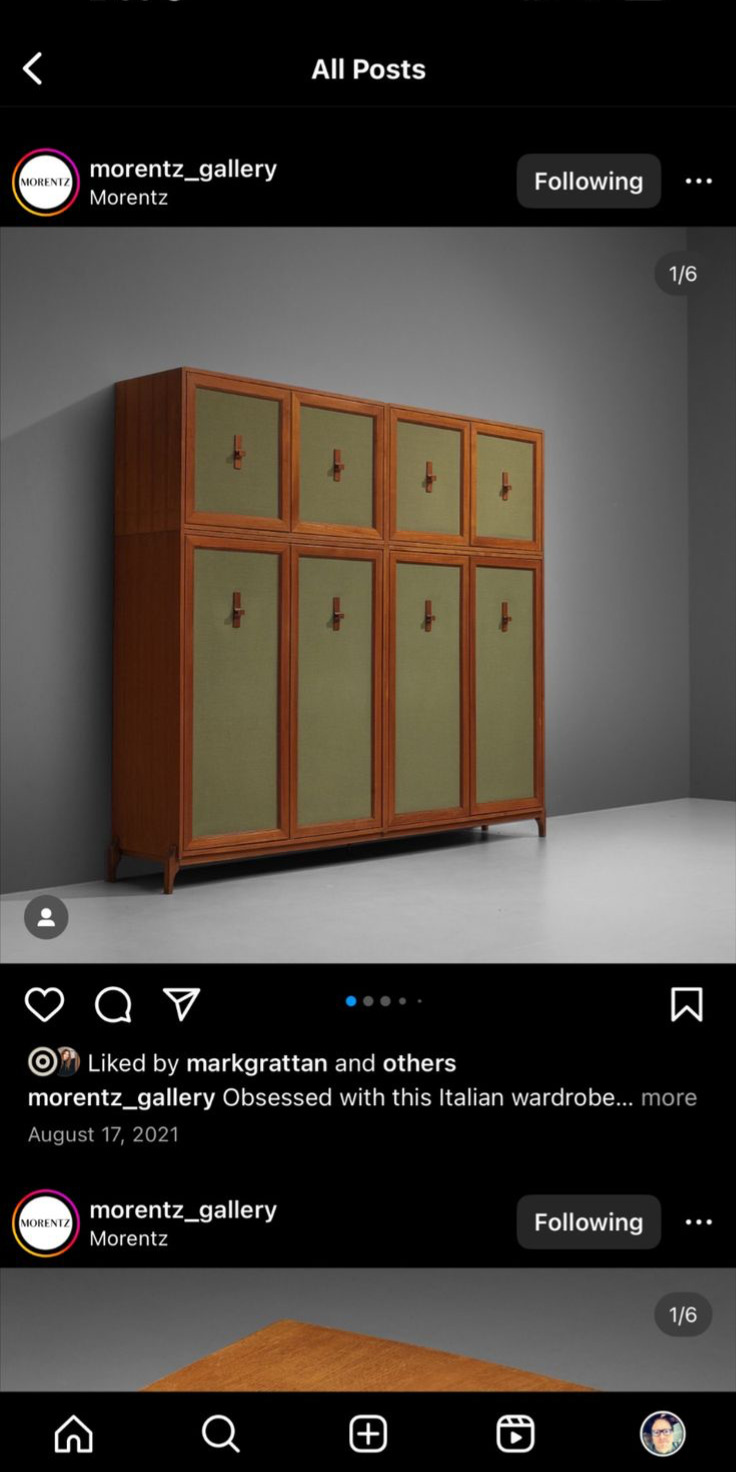 All Posts
MORENTZ
morentz_gallery
Morentz
Following
1/6
Liked by markgrattan and others
morentz_gallery Obsessed with this Italian wardrobe... more
August 17, 2021
MORENTZ
morentz_gallery
Morentz
Following
1/6